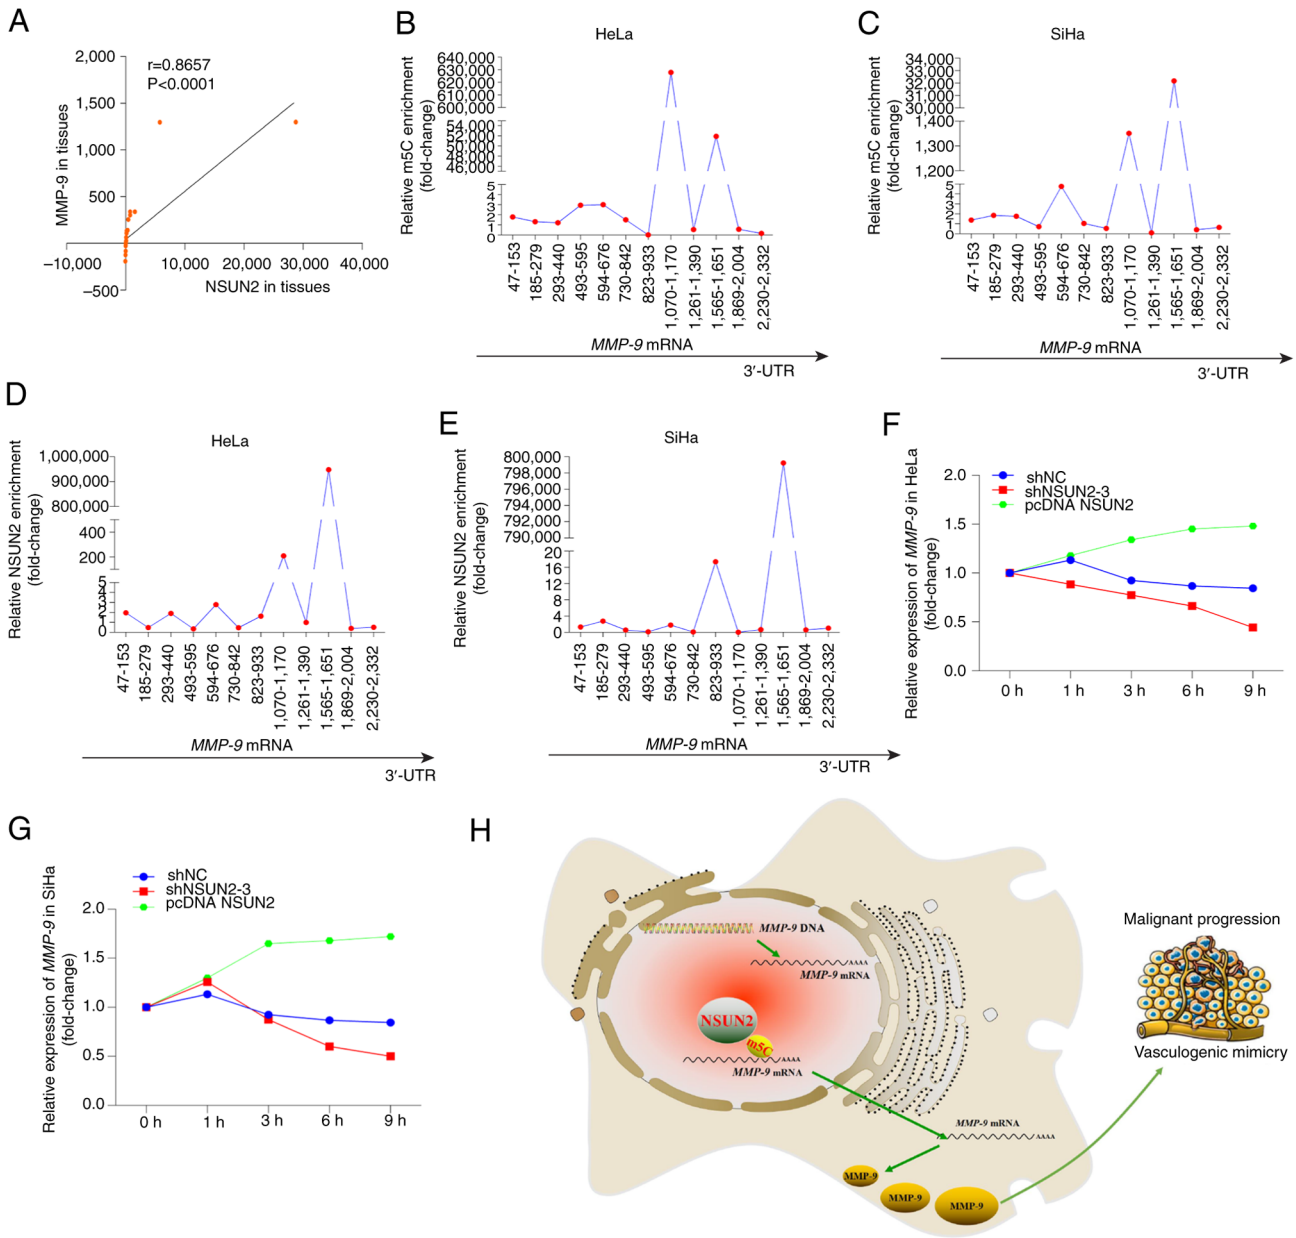 A
2,000
1,500
1,000
500
−500
MMP-9 in tissues
r=0.8657
P<0.0001
−10,000
10,000
20,000
30,000
40,000
NSUN2 in tissues
B
HeLa
Relative m5C enrichment
(fold-change)
640,000
630,000
620,000
610,000
600,000
54,000
52,000
50,000
48,000
46,000
5
4
3
2
1
0
47-153
185-279
293-440
493-595
594-676
730-842
823-933
1,070-1,170
1,261-1,390
1,565-1,651
1,869-2,004
2,230-2,332
MMP-9 mRNA
3′-UTR
C
SiHa
Relative m5C enrichment
(fold-change)
34,000
33,000
32,000
31,000
30,000
1,400
1,300
1,200
5
4
3
2
1
0
47-153
185-279
293-440
493-595
594-676
730-842
823-933
1,070-1,170
1,261-1,390
1,565-1,651
1,869-2,004
2,230-2,332
MMP-9 mRNA
3′-UTR
D
HeLa
Relative NSUN2 enrichment
(fold-change)
1,000,000
900,000
800,000
400
200
5
4
3
2
1
0
47-153
185-279
293-440
493-595
594-676
730-842
823-933
1,070-1,170
1,261-1,390
1,565-1,651
1,869-2,004
2,230-2,332
MMP-9 mRNA
3′-UTR
E
SiHa
Relative NSUN2 enrichment
(fold-change)
800,000
798,000
796,000
794,000
792,000
790,000
20
16
12
8
4
0
47-153
185-279
293-440
493-595
594-676
730-842
823-933
1,070-1,170
1,261-1,390
1,565-1,651
1,869-2,004
2,230-2,332
MMP-9 mRNA
3′-UTR
F
Relative expression of MMP-9 in HeLa
(fold-change)
shNC
shNSUN2-3
pcDNA NSUN2
2.0
1.5
1.0
0.5
0.0
0 h
1 h
3 h
6 h
9 h
G
Relative expression of MMP-9 in SiHa
(fold-change)
shNC
shNSUN2-3
pcDNA NSUN2
2.0
1.5
1.0
0.5
0.0
0 h
1 h
3 h
6 h
9 h
H
MMP-9 DNA
AAAA
MMP-9 mRNA
NSUN2
m5C
AAAA
MMP-9 mRNA
MMP-9 mRNA
AAAA
MMP-9
MMP-9
MMP-9
Malignant progression
Vasculogenic mimicry